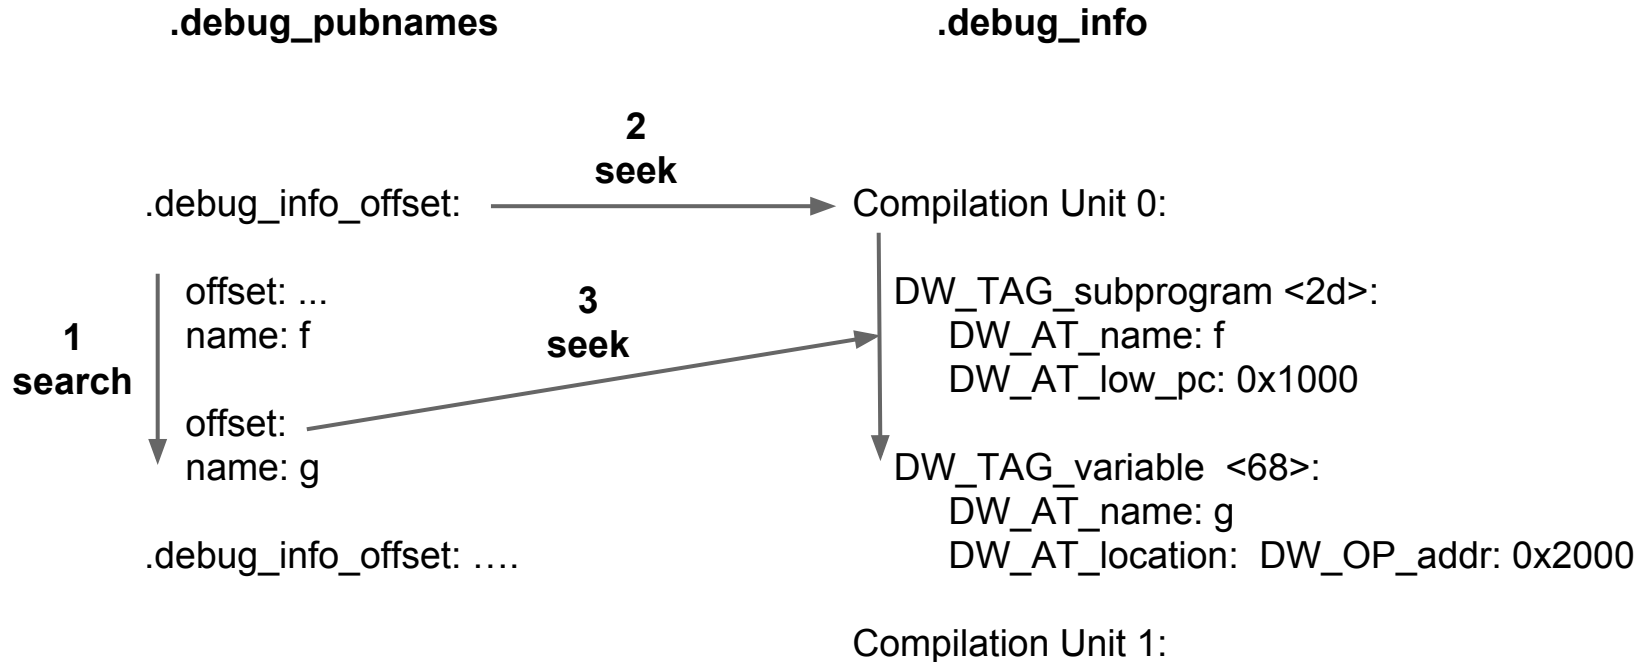 .debug_pubnames
.debug_info
2
seek
.debug_info_offset:
Compilation Unit 0:
offset: ...
name: f
3
seek
1
search
offset:
name: g
.debug_info_offset: ….
DW_TAG_subprogram <2d>:
DW_AT_name: f
DW_AT_low_pc: 0x1000
DW_TAG_variable <68>:
DW_AT_name: g
DW_AT_location: DW_OP_addr: 0x2000
Compilation Unit 1: